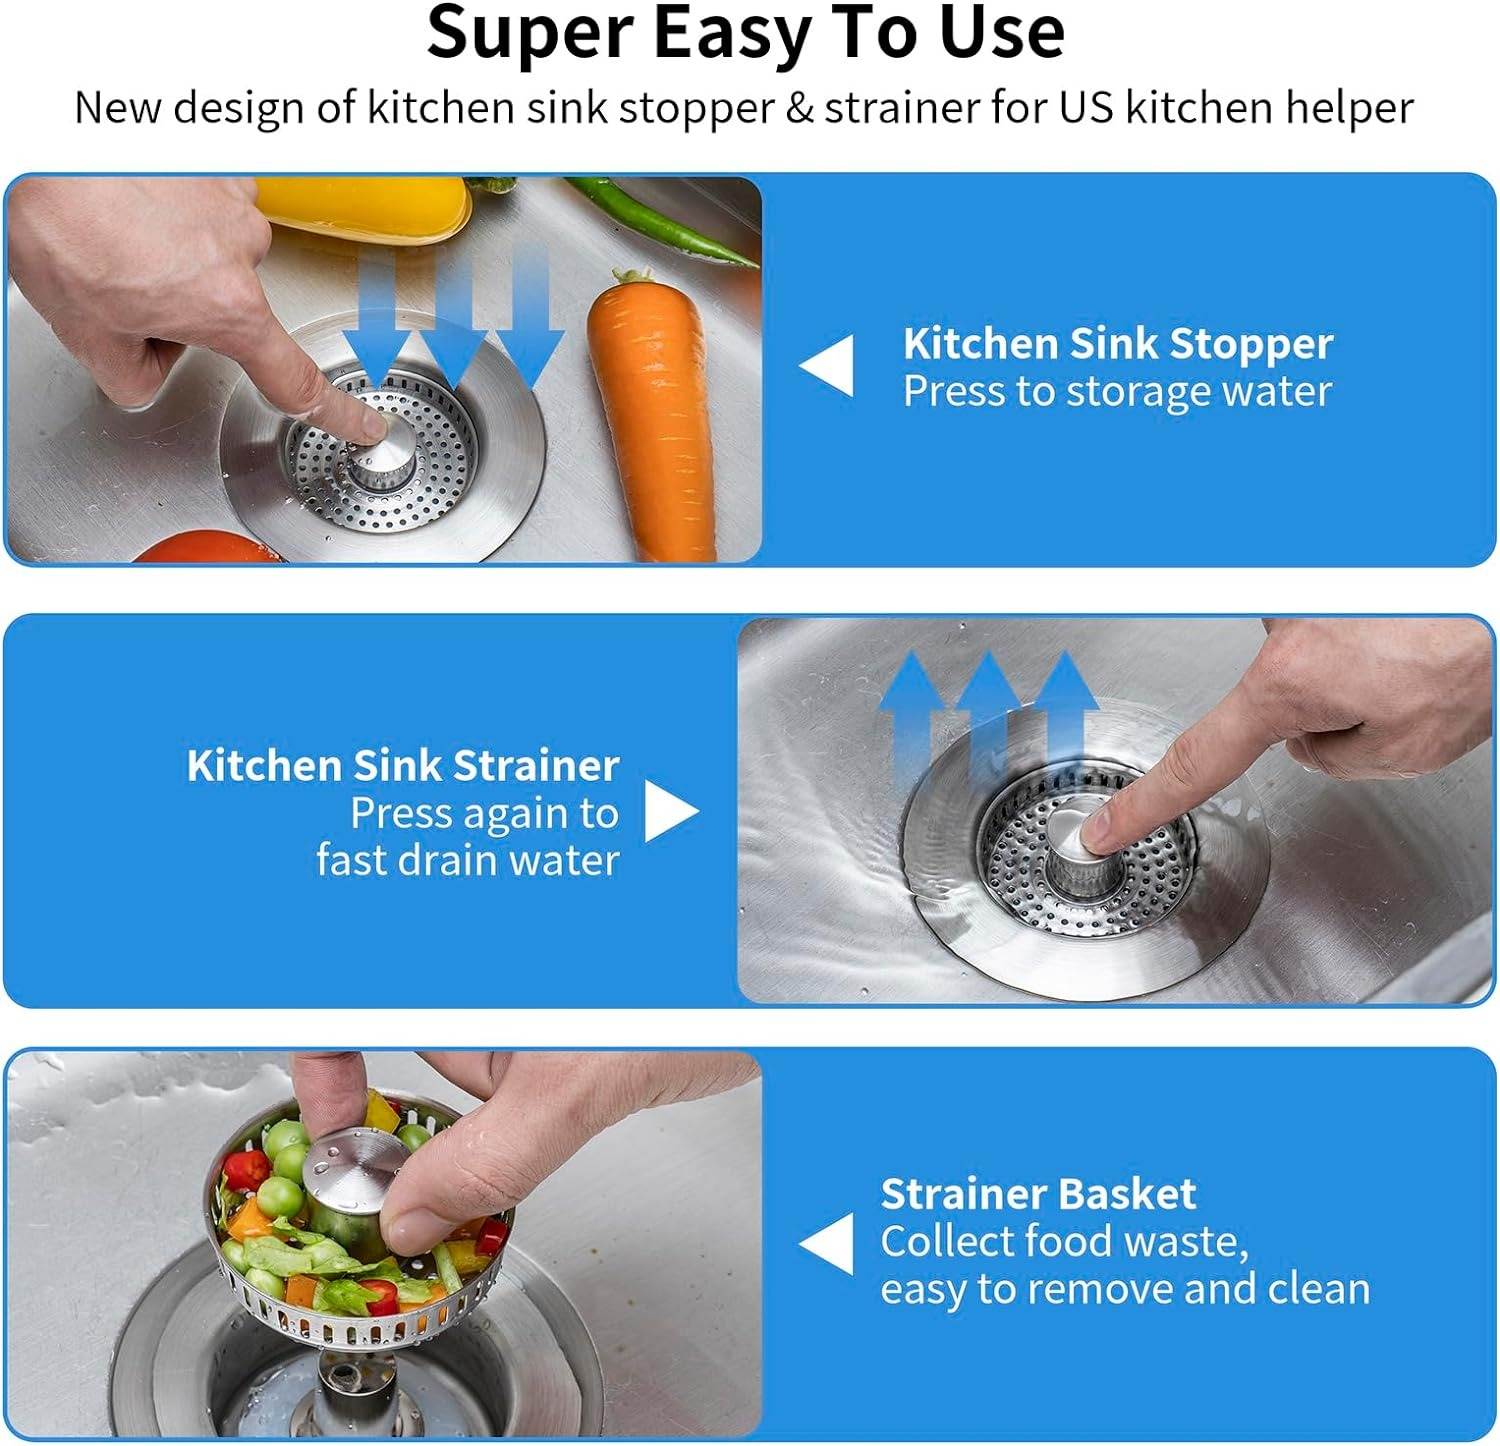 Super Easy To Use
New design of kitchen sink stopper & strainer for US kitchen helper
Kitchen Sink Stopper
Press to storage water
Kitchen Sink Strainer
Press again to
fast drain water
Strainer Basket
Collect food waste,
easy to remove and clean